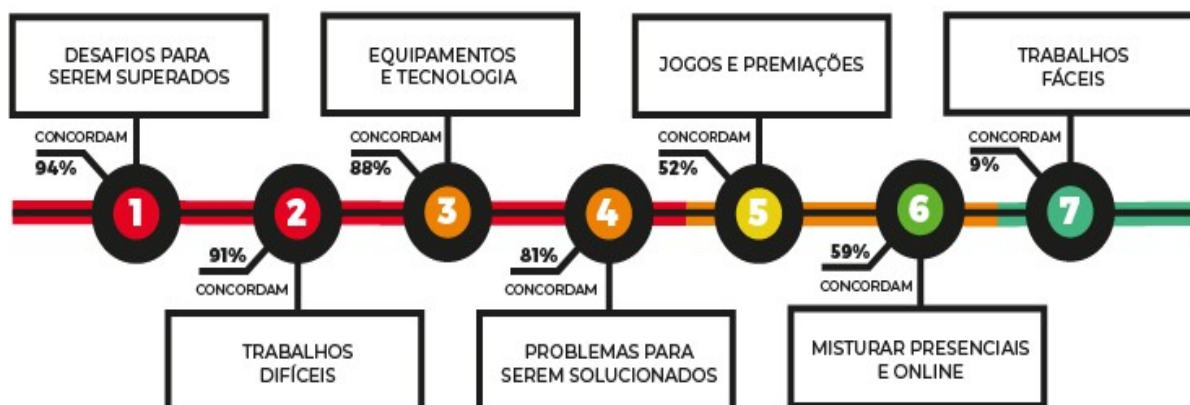 DESAFIOS PARA
SEREM SUPERADOS
CONCORDAM
94%
1
2
91%
CONCORDAM
TRABALHOS
DIFÍCEIS
EQUIPAMENTOS
E TECNOLOGIA
CONCORDAM
88%
3
4
81%
CONCORDAM
PROBLEMAS PARA
SEREM SOLUCIONADOS
JOGOS E PREMIAÇÕES
CONCORDAM
52%
5
6
59%
CONCORDAM
MISTURAR PRESENCIAIS
E ONLINE
TRABALHOS
FÁCEIS
CONCORDAM
9%
7